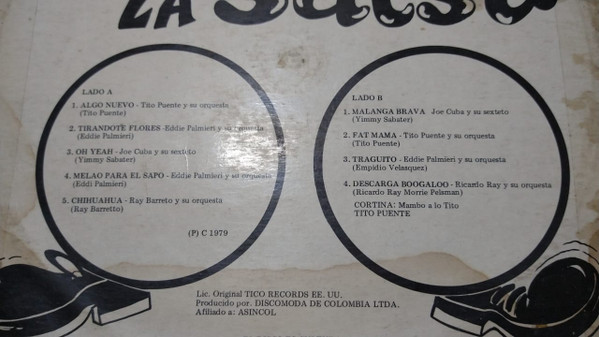 LA Salsa
LADO A
1. ALGO NUEVO - Tito Puente y su orquesta
(Tito Puente)
2. TIRANDOTE FLORES -Eddie Palmieri y su orquesta
(Eddie Palmieri)
3. OH YEAH - Joe Cuba y su sexteto
(Yimmy Sabater)
4. MELAO PARA EL SAPO -Eddie Palmieri y su orquesta
(Eddi Palmieri)
5. CHIHUAHUA - Ray Barreto y su orquesta
(Ray Barretto)
(P) C 1979
LADO B
1. MALANGA BRAVA Joe Cuba y su sexteto
(Yimmy Sabater)
2. FAT MAMA - Tito Puente y su orquesta
(Tito Puente)
3. TRAGUITO - Eddie Palmieri y su orquesta
(Empidio Velasquez)
4. DESCARGA BOOGALOO - Ricardo Ray y su orquesta
(Ricardo Ray Morrie Pelsman)
CORTINA: Mambo a lo Tito
TITO PUENTE
Lic. Original TICO RECORDS EE. UU.
Producido por. DISCOMODA DE COLOMBIA LTDA.
Afiliado a: ASINCOL